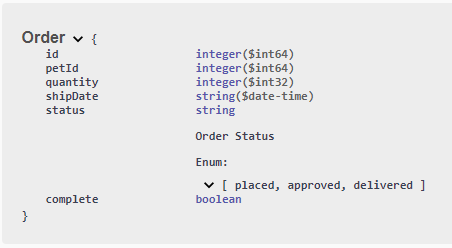 Order {
id integer($int64)
petId integer($int64)
quantity integer($int32)
shipDate string($date-time)
status string
Order Status
Enum:
[ placed, approved, delivered ]
complete boolean
}